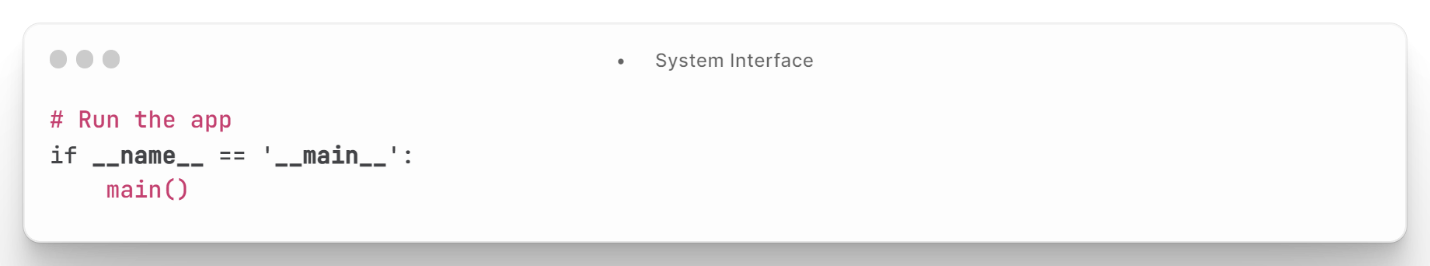 • System Interface
# Run the app
if __name__ == '__main__':
    main()